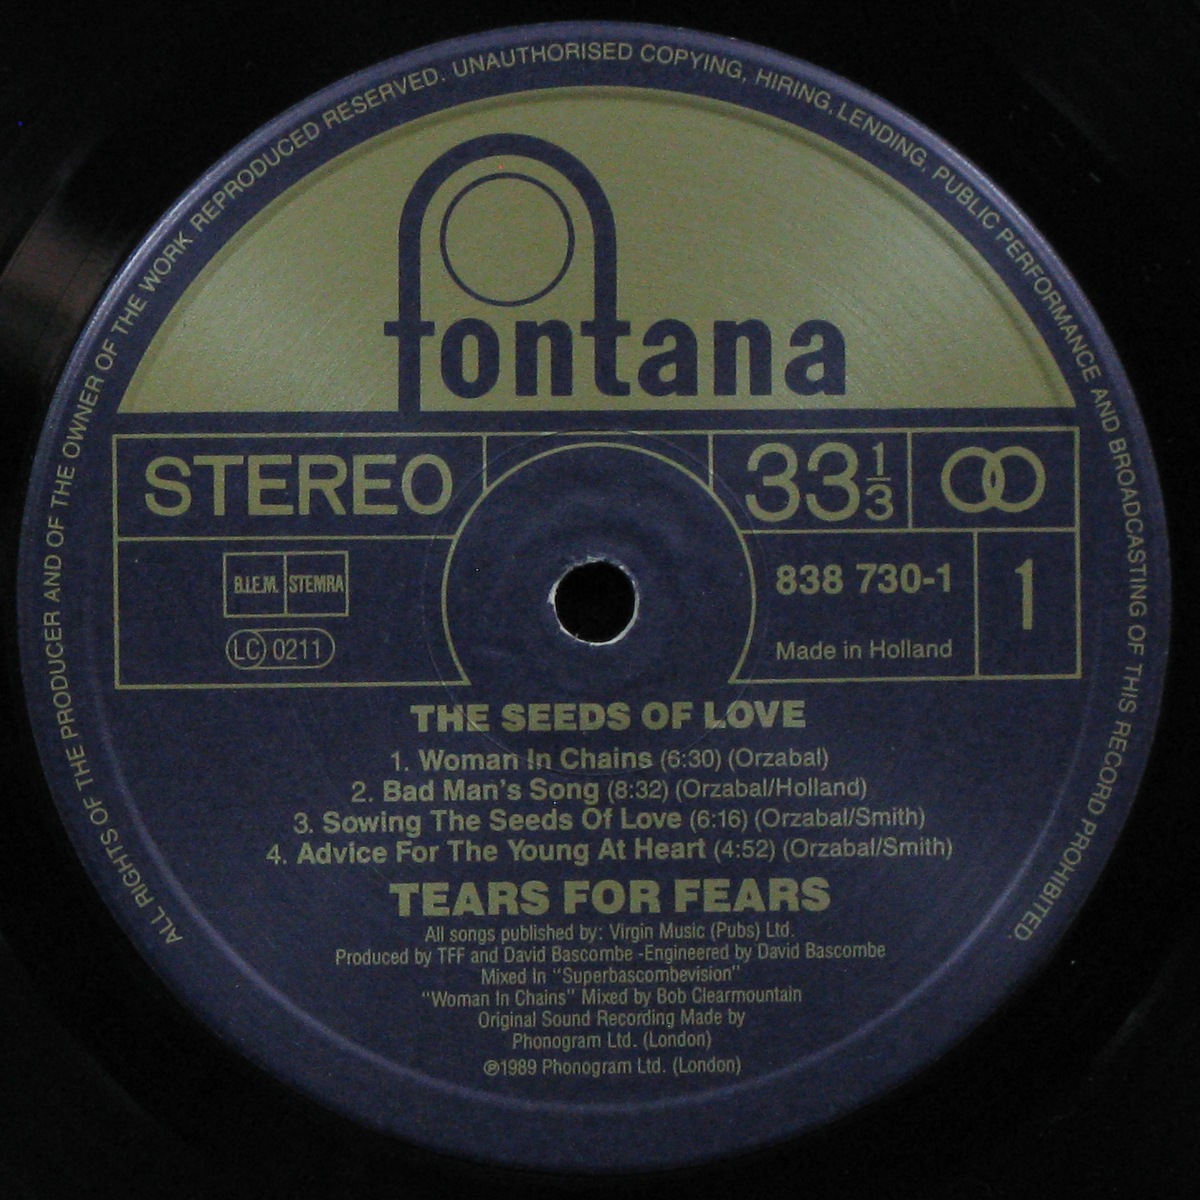 ALL RIGHTS OF THE PRODUCER AND OF THE OWNER OF THE WORK REPRODUCED RESERVED. UNAUTHORISED COPYING, HIRING, LENDING, PUBLIC PERFORMANCE AND BROADCASTING OF THIS RECORD PROHIBITED.
fontana
STEREO
33 1/3
B.I.E.M. STEMRA
LC 0211
838 730-1
1
Made in Holland
THE SEEDS OF LOVE
1. Woman In Chains (6:30) (Orzabal)
2. Bad Man's Song (8:32) (Orzabal/Holland)
3. Sowing The Seeds Of Love (6:16) (Orzabal/Smith)
4. Advice For The Young At Heart (4:52) (Orzabal/Smith)
TEARS FOR FEARS
All songs published by: Virgin Music (Pubs) Ltd.
Produced by TFF and David Bascombe -Engineered by David Bascombe
Mixed In "Superbascombevision"
"Woman In Chains" Mixed by Bob Clearmountain
Original Sound Recording Made by
Phonogram Ltd. (London)
℗1989 Phonogram Ltd. (London)